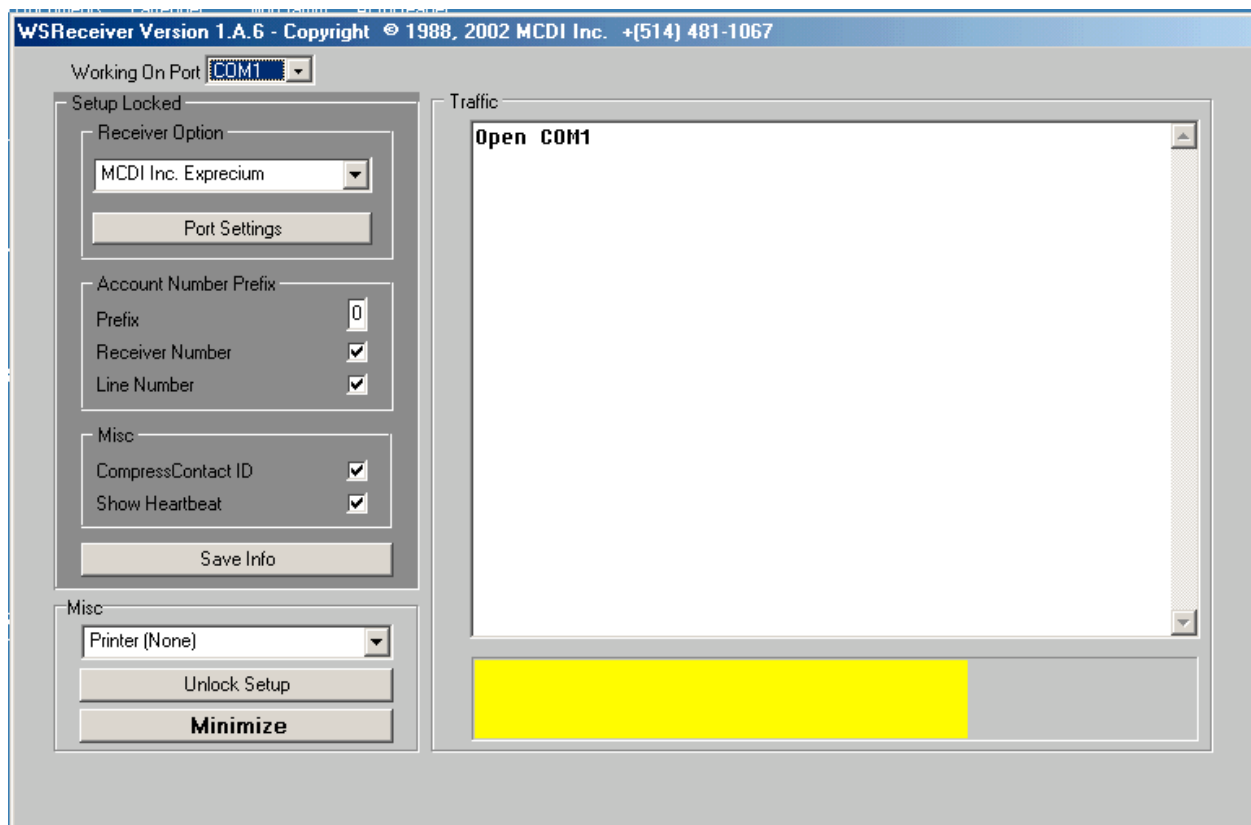 WSReceiver Version 1.A.6 - Copyright © 1988, 2002 MCDI Inc. +(514) 481-1067
Working On Port COM1
Setup Locked
Receiver Option
MCDI Inc. Exprecium
Port Settings
Account Number Prefix
Prefix 0
Receiver Number
Line Number
Misc
CompressContact ID
Show Heartbeat
Save Info
Misc
Printer (None)
Unlock Setup
Minimize
Traffic
Open COM1